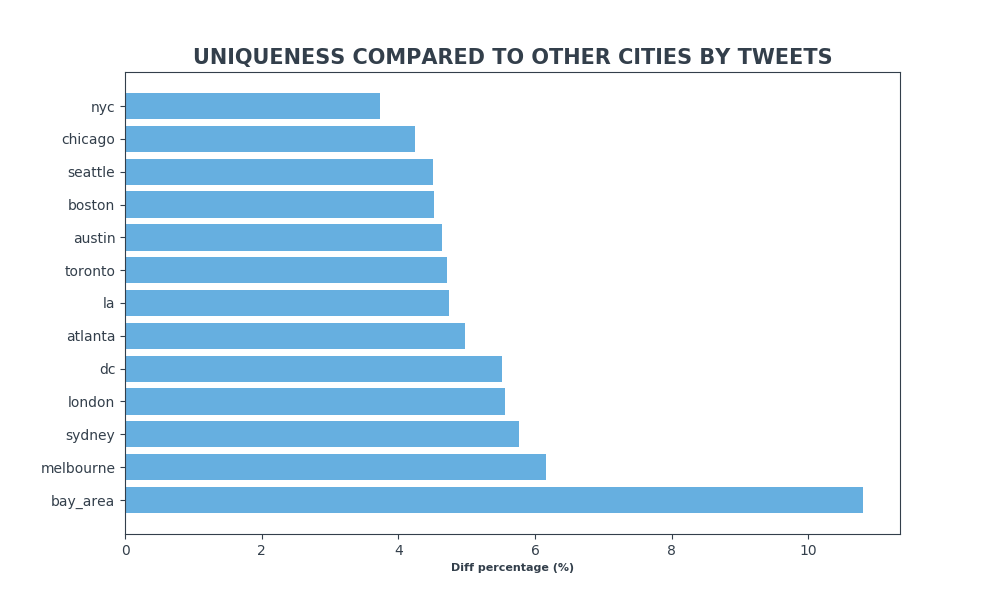 UNIQUENESS COMPARED TO OTHER CITIES BY TWEETS
nyc
chicago
seattle
boston
austin
toronto
la
atlanta
dc
london
sydney
melbourne
bay_area
0 2 4 6 8 10
Diff percentage (%)